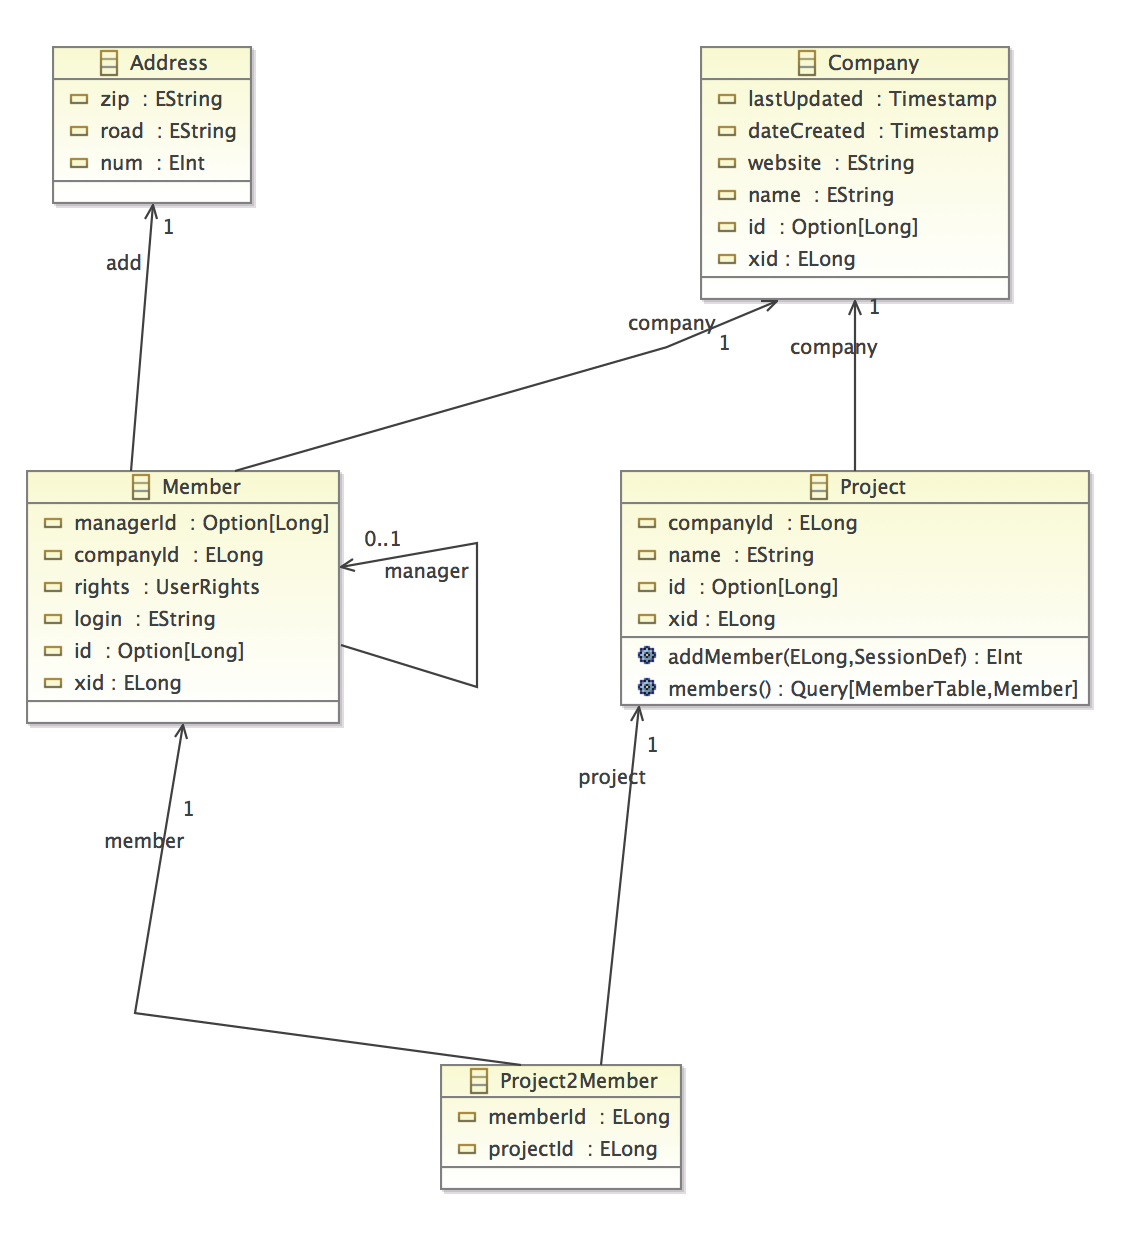 Address
zip : EString
road : EString
num : EInt
Company
lastUpdated : Timestamp
dateCreated : Timestamp
website : EString
name : EString
id : Option[Long]
xid : ELong
1
add
company
1
1
company
Member
managerId : Option[Long]
companyId : ELong
rights : UserRights
login : EString
id : Option[Long]
xid : ELong
0..1
manager
Project
companyId : ELong
name : EString
id : Option[Long]
xid : ELong
addMember(ELong,SessionDef) : EInt
members() : Query[MemberTable,Member]
1
member
1
project
Project2Member
memberId : ELong
projectId : ELong